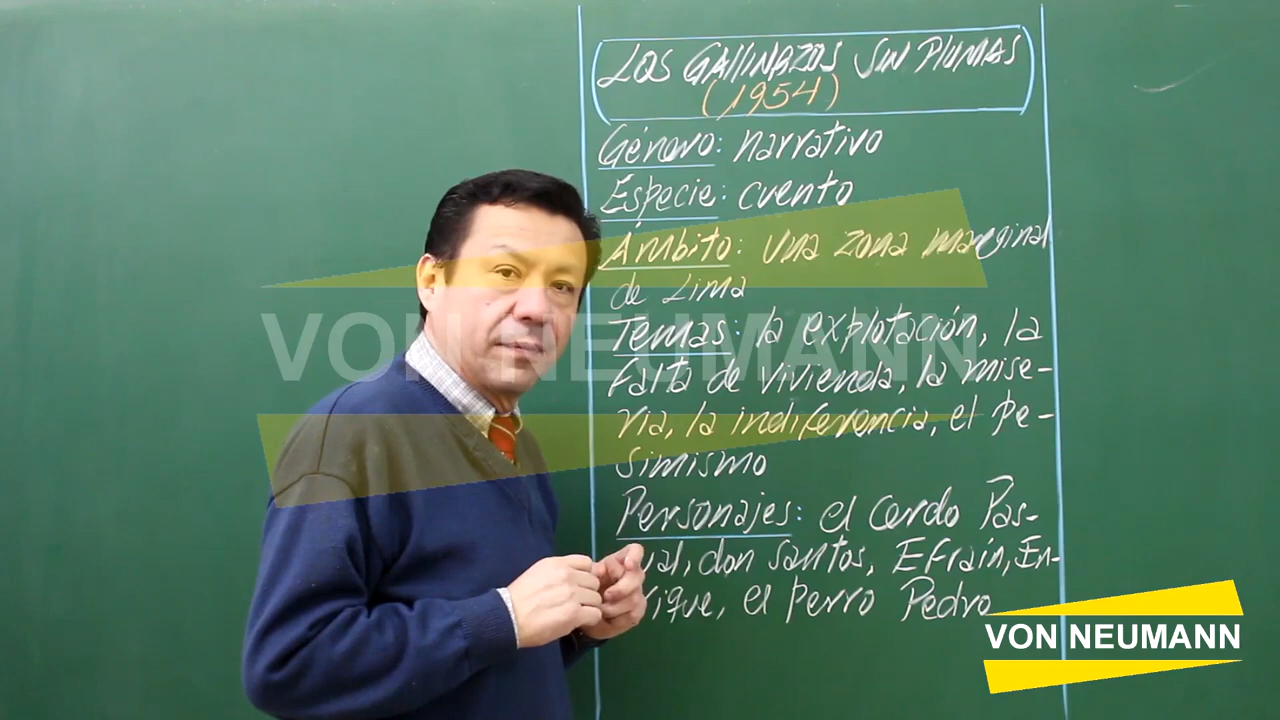 LOS GALLINAZOS SIN PLUMAS
(1954)
Género: narrativo
Especie: cuento
Ámbito: una zona marginal
de Lima
Temas: la explotación, la
falta de vivienda, la mise-
ria, la indiferencia, el pe-
simismo
Personajes: el cerdo Pas-
ual, don Santos, Efraín, En-
rique, el perro Pedro
VON NEUMANN
VON NEUMANN